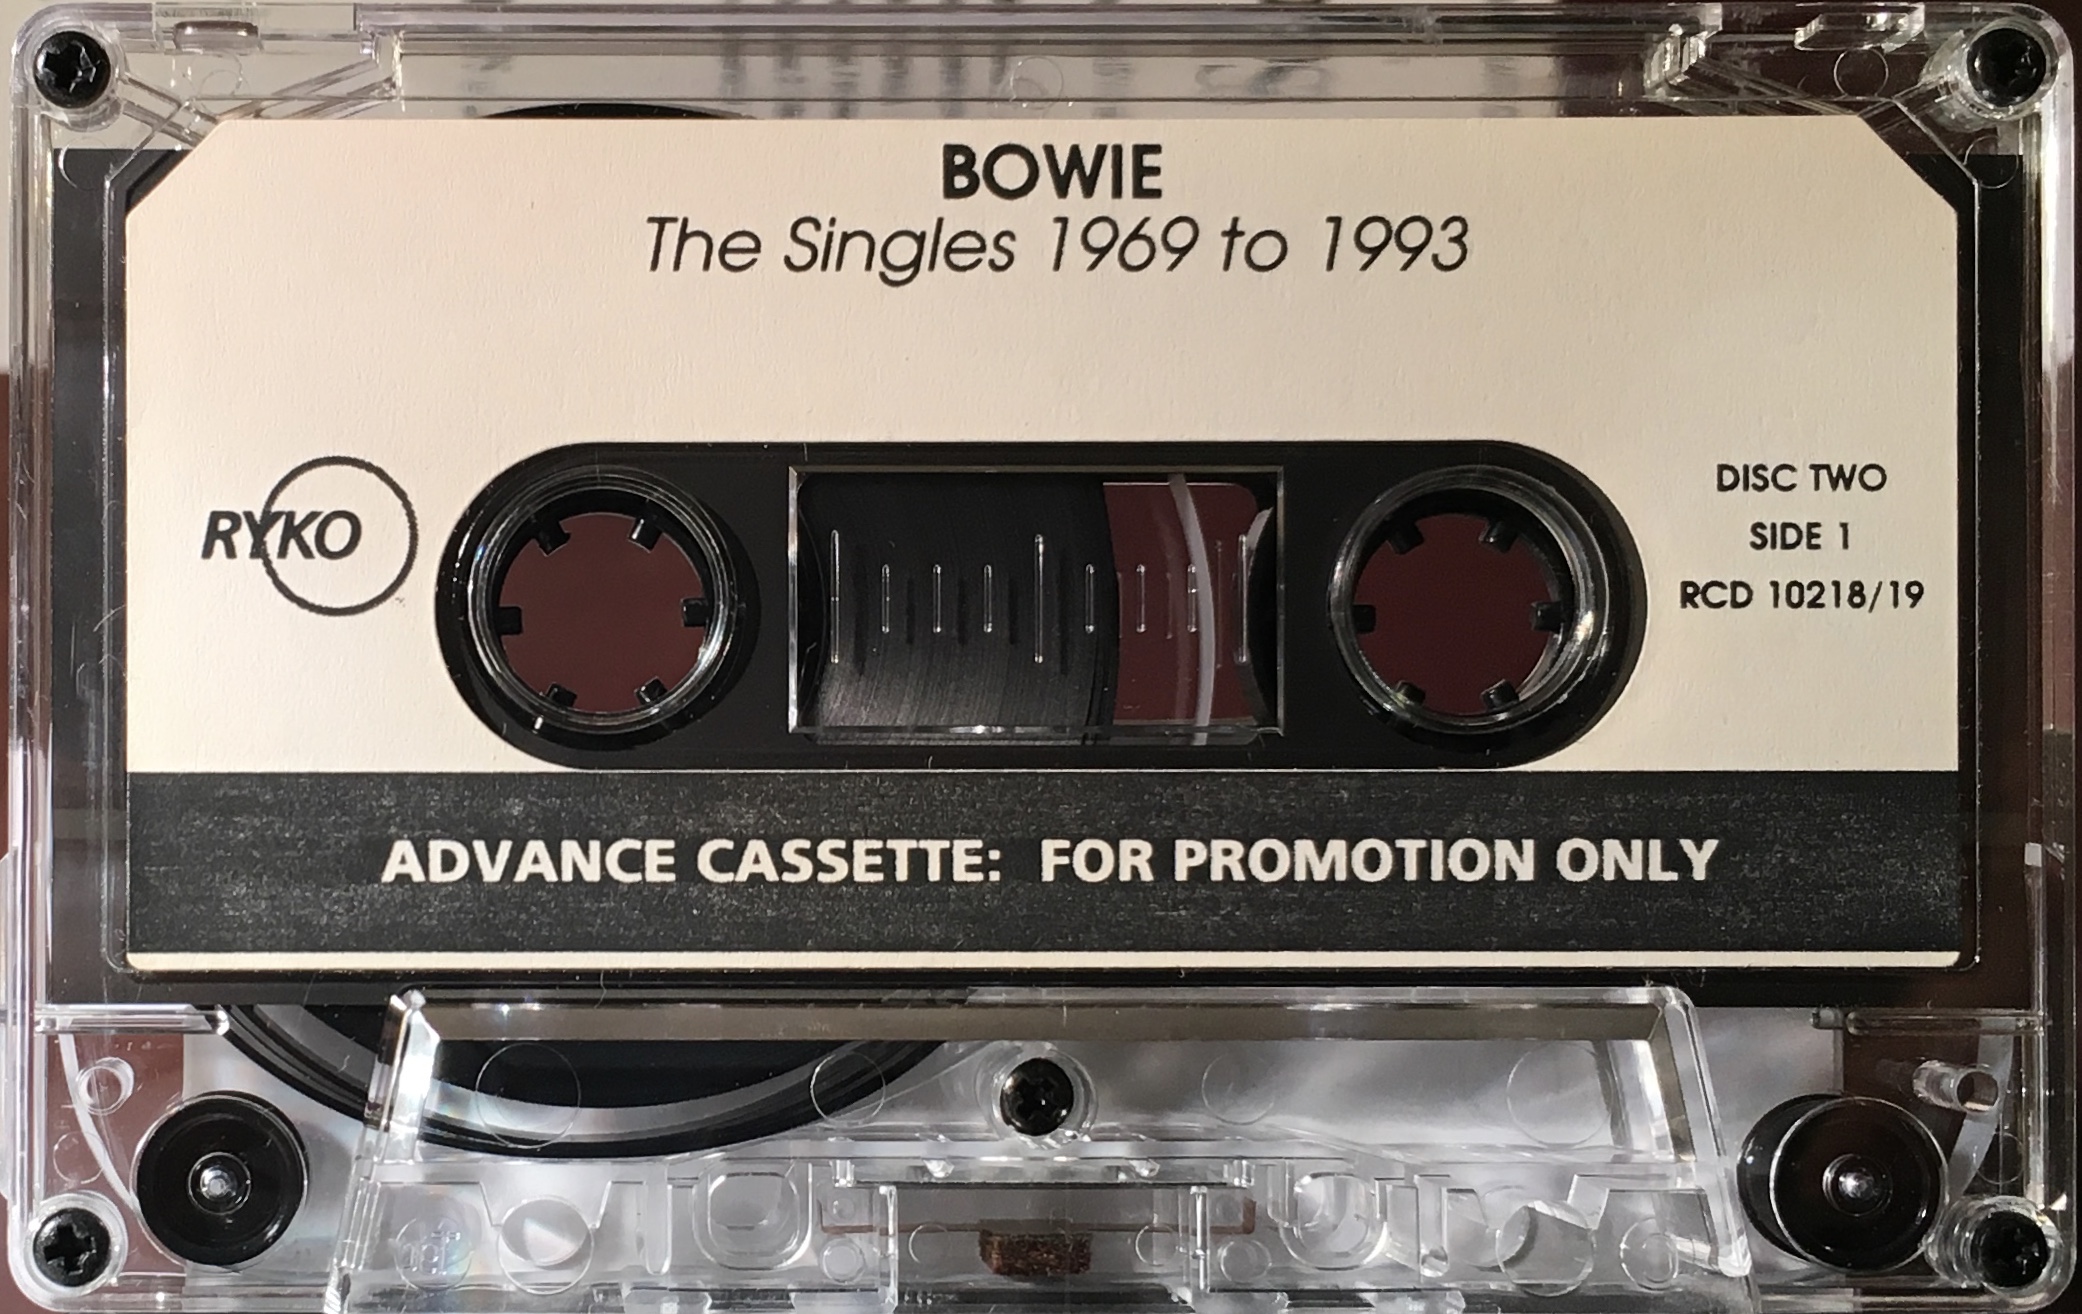 BOWIE
The Singles 1969 to 1993
RYKO
DISC TWO
SIDE 1
RCD 10218/19
ADVANCE CASSETTE: FOR PROMOTION ONLY